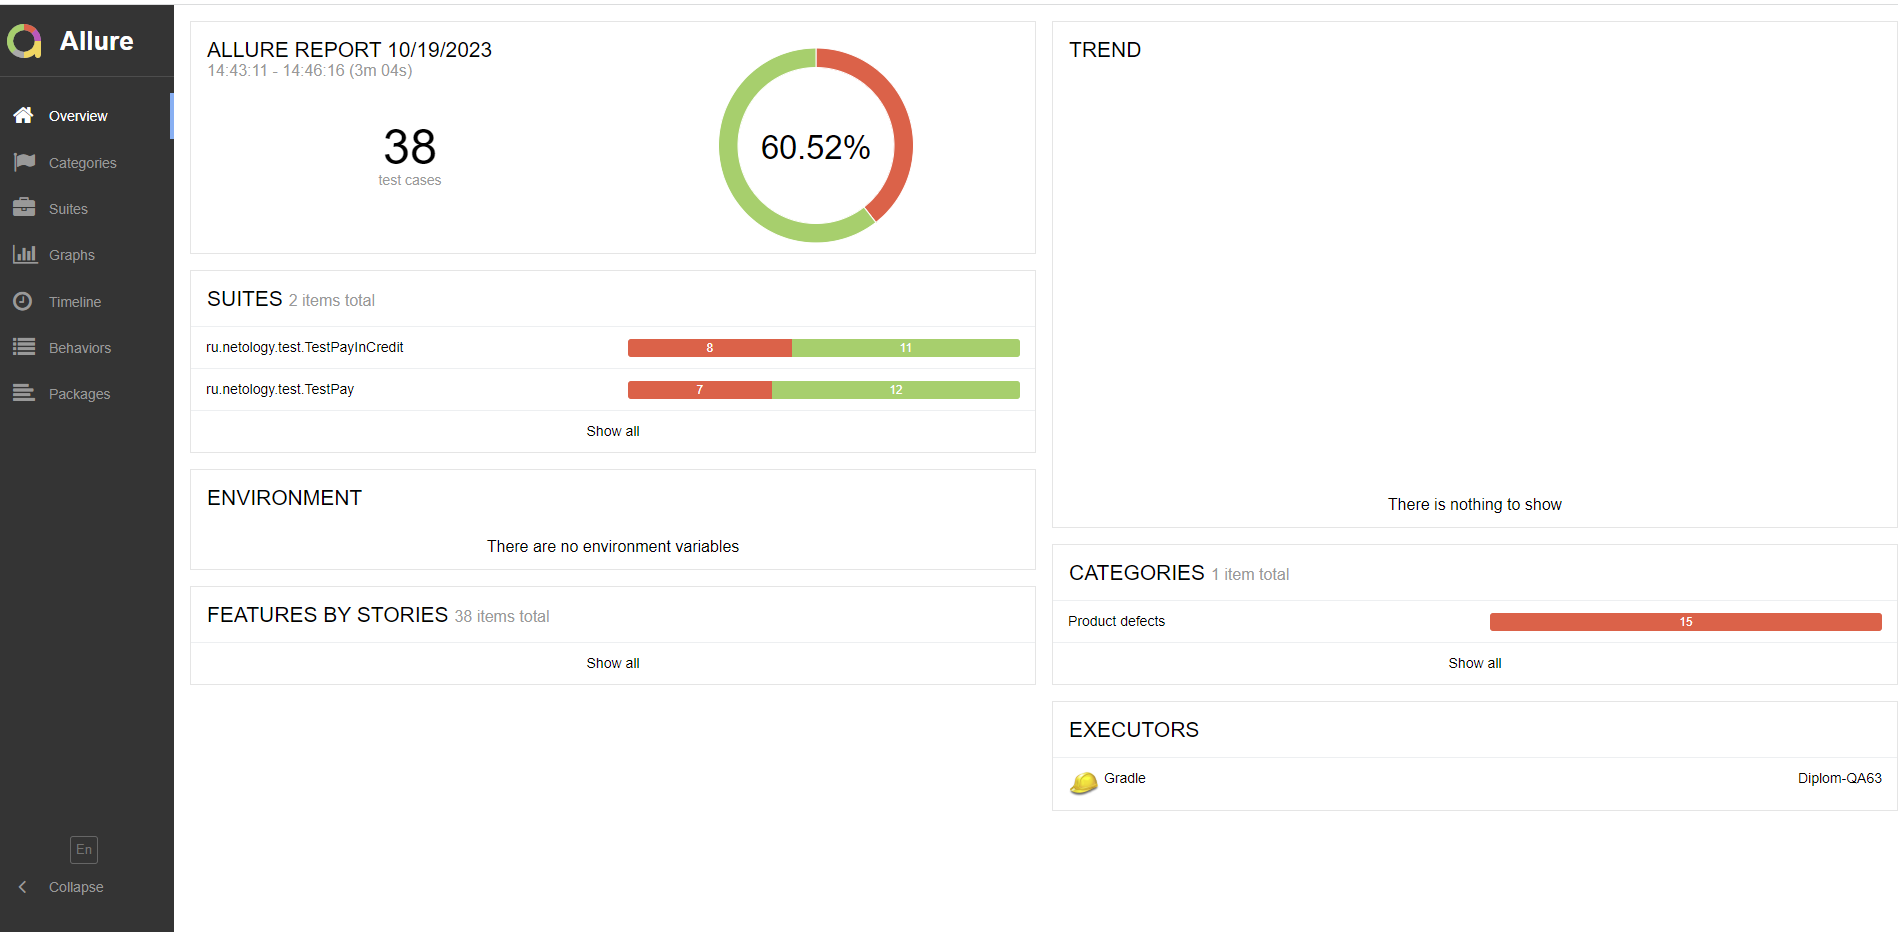 Allure
Overview
Categories
Suites
Graphs
Timeline
Behaviors
Packages
En
Collapse
ALLURE REPORT 10/19/2023
14:43:11 - 14:46:16 (3m 04s)
38
test cases
60.52%
SUITES 2 items total
ru.netology.test.TestPayInCredit 8 11
ru.netology.test.TestPay 7 12
Show all
ENVIRONMENT
There are no environment variables
FEATURES BY STORIES 38 items total
Show all
TREND
There is nothing to show
CATEGORIES 1 item total
Product defects 15
Show all
EXECUTORS
Gradle Diplom-QA63